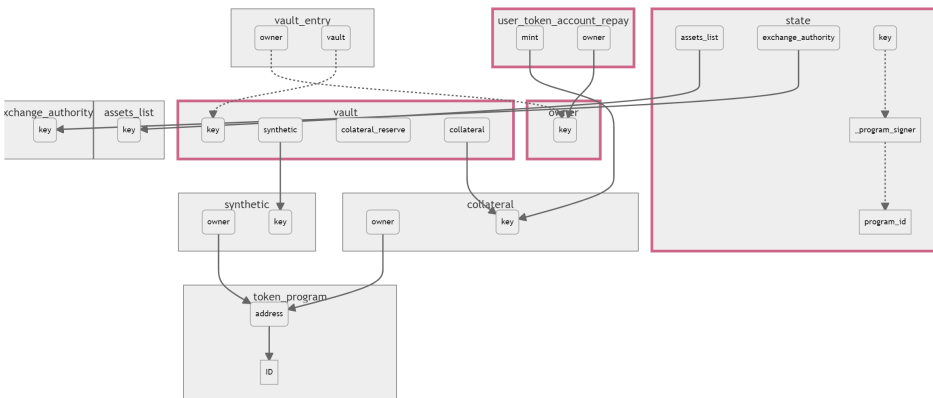 vault_entry
owner
vault
user_token_account_repay
mint
owner
state
assets_list
exchange_authority
key
xchange_authority
key
assets_list
key
vault
key
synthetic
colateral_reserve
collateral
owner
key
_program_signer
program_id
synthetic
owner
key
collateral
owner
key
token_program
address
ID